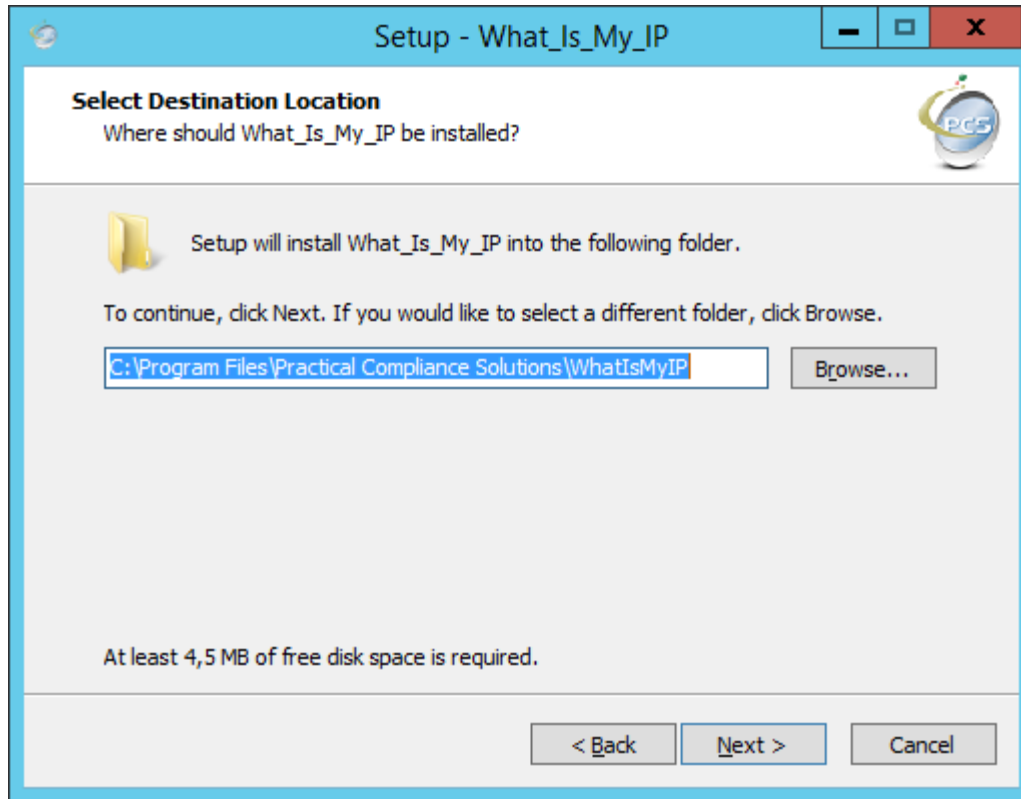 Setup - What_Is_My_IP
Select Destination Location
Where should What_Is_My_IP be installed?
PCS
Setup will install What_Is_My_IP into the following folder.
To continue, click Next. If you would like to select a different folder, click Browse.
C:\Program Files\Practical Compliance Solutions\WhatIsMyIP
Browse...
At least 4,5 MB of free disk space is required.
< Back
Next >
Cancel